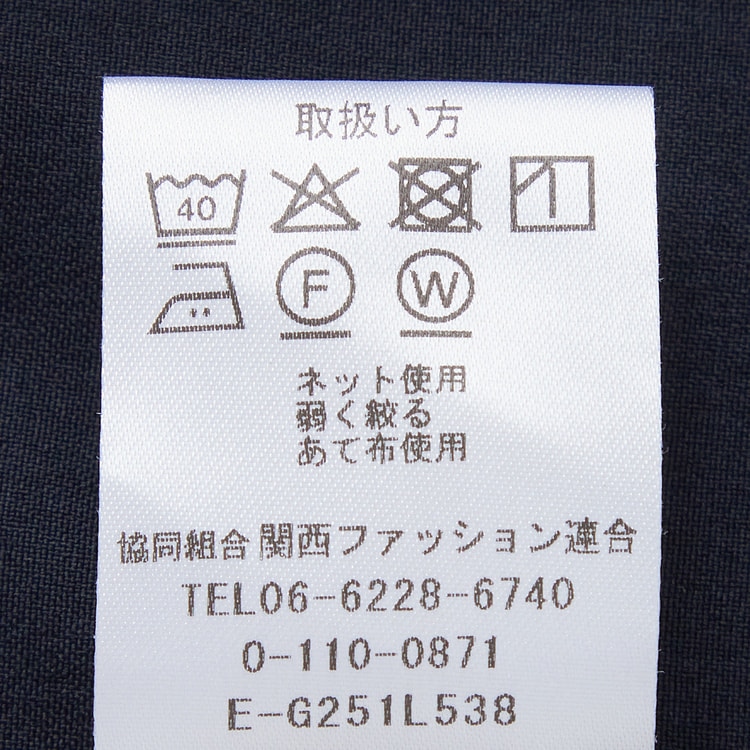 取扱い方
40
F W
ネット使用
弱く絞る
あて布使用
協同組合関西ファッション連合
TEL06-6228-6740
0-110-0871
E-G251L538